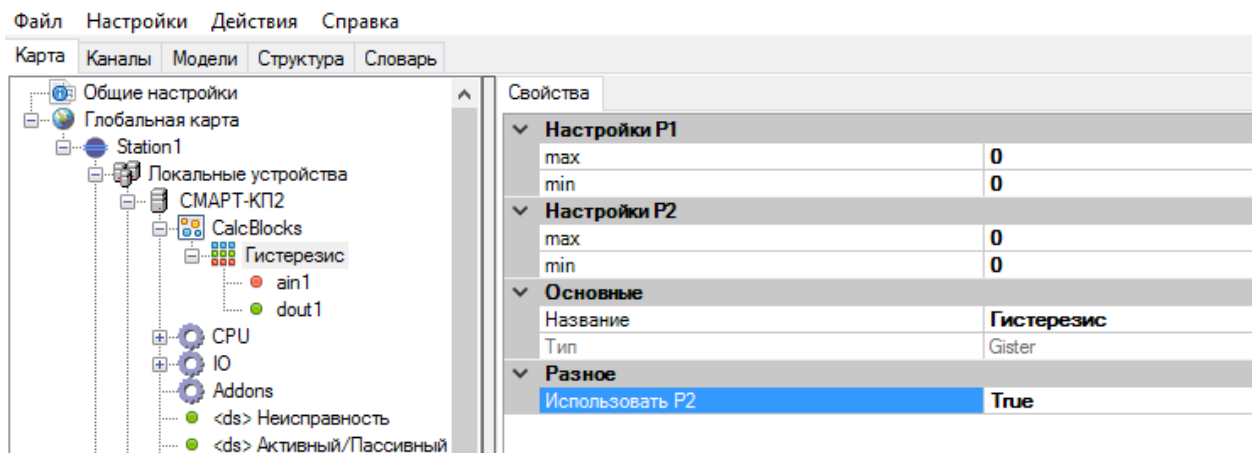 Файл Настройки Действия Справка
Карта Каналы Модели Структура Словарь
Общие настройки
Глобальная карта
Station1
Локальные устройства
СМАРТ-КП2
CalcBlocks
Гистерезис
ain1
dout1
CPU
IO
Addons
<ds> Неисправность
<ds> Активный/Пассивный
Свойства
Настройки P1
max 0
min 0
Настройки P2
max 0
min 0
Основные
Название Гистерезис
Тип Gister
Разное
Использовать P2 True